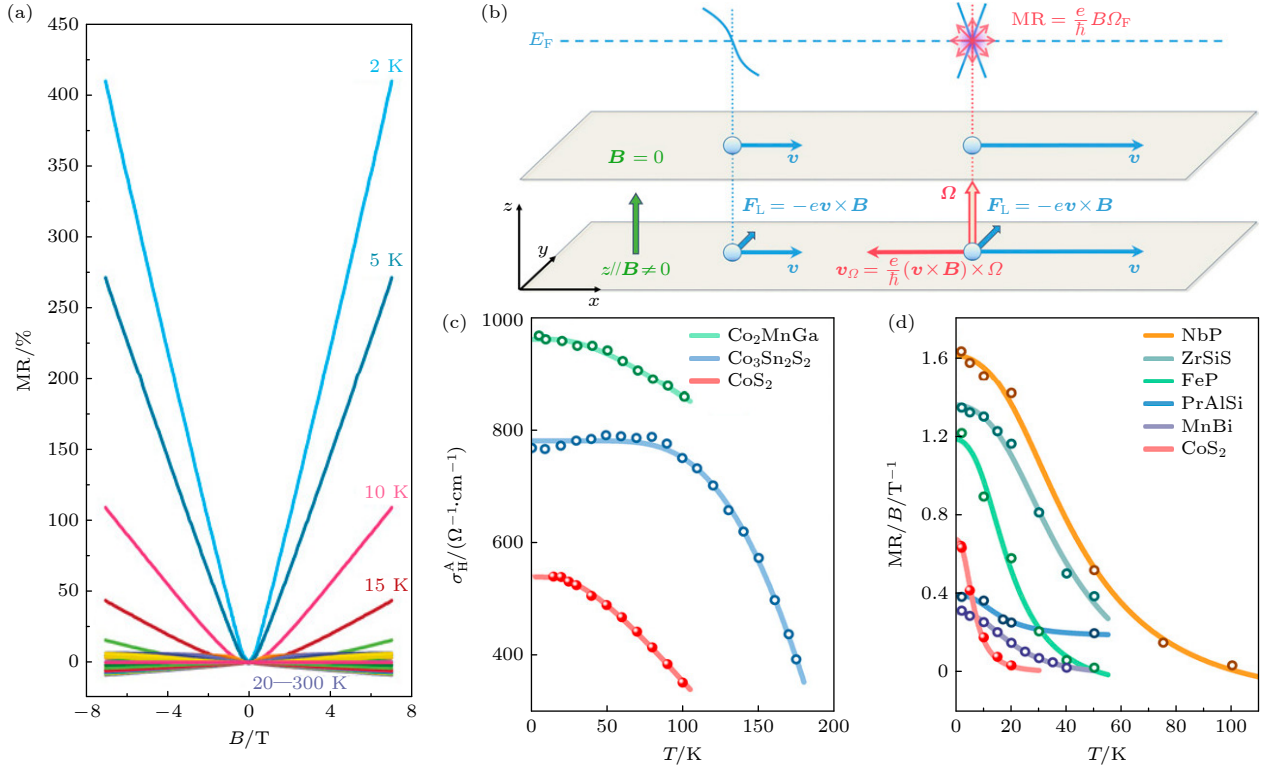 (a)
450
400
350
300
250
200
150
100
50
0
MR/%
2 K
5 K
10 K
15 K
20—300 K
−8
−4
0
4
8
B/T
(b)
E_F
MR = e/ℏ BΩ_F
B = 0
v
v
Ω
F_L = −ev×B
F_L = −ev×B
z
y
x
z//B≠0
v
v_Ω = e/ℏ (v×B)×Ω
v
(c)
1000
800
600
400
σ_H^A/(Ω⁻¹·cm⁻¹)
Co₂MnGa
Co₃Sn₂S₂
CoS₂
0
50
100
150
200
T/K
(d)
1.6
1.2
0.8
0.4
0
MR/B/T⁻¹
NbP
ZrSiS
FeP
PrAlSi
MnBi
CoS₂
0
20
40
60
80
100
T/K